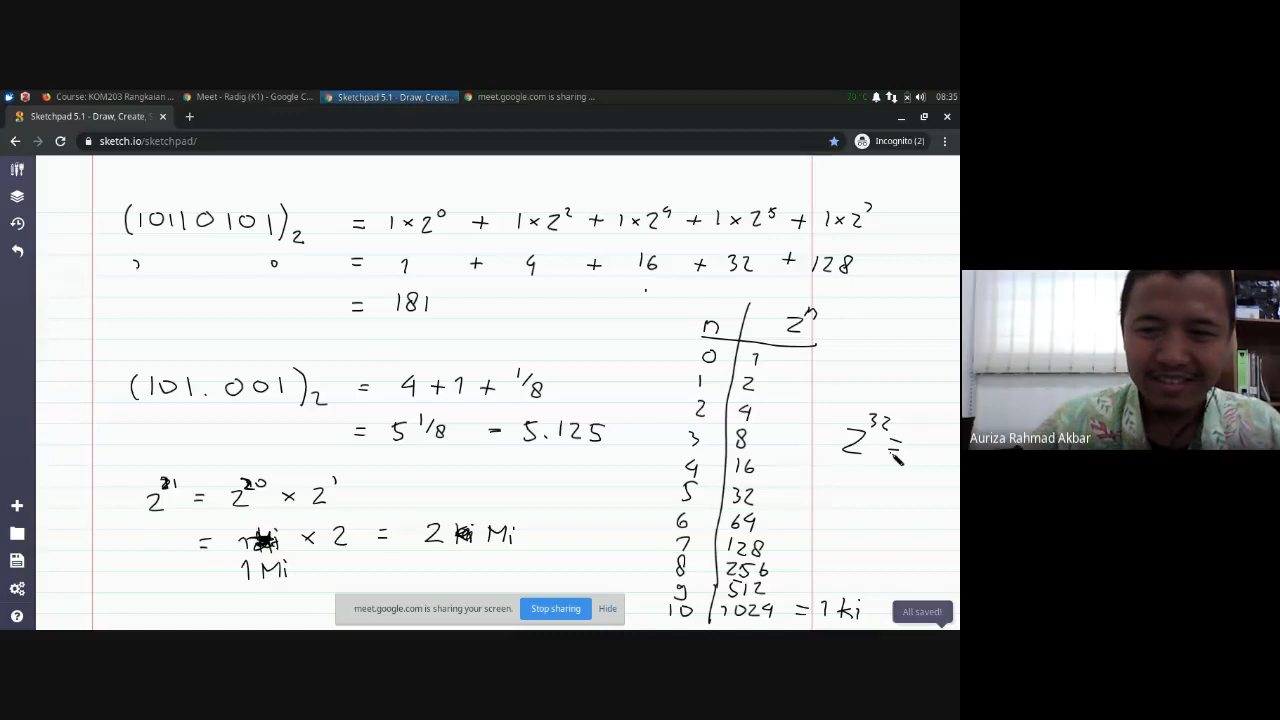 Course: KOM203 Rangkaian ...
Meet - Radig (K1) - Google C...
Sketchpad 5.1 - Draw, Creat...
meet.google.com is sharing ...
70 °C
08:35
Sketchpad 5.1 - Draw, Create, S
sketch.io/sketchpad/
Incognito (2)
(10110101)₂ = 1×2⁰ + 1×2² + 1×2⁴ + 1×2⁵ + 1×2⁷
7 0 = 1 + 4 + 16 + 32 + 128
= 181
n 2ⁿ
0 1
(101.001)₂ = 4 + 1 + 1/8
1 2
2 4
= 5 1/8 = 5.125
3 8
2³² =
Auriza Rahmad Akbar
4 16
2²¹ = 2²⁰ × 2¹
5 32
6 64
× 2 = 2 Mi
7 128
1 Mi
8 256
9 512
10 1024 = 1 ki
meet.google.com is sharing your screen.
Stop sharing
Hide
All saved!